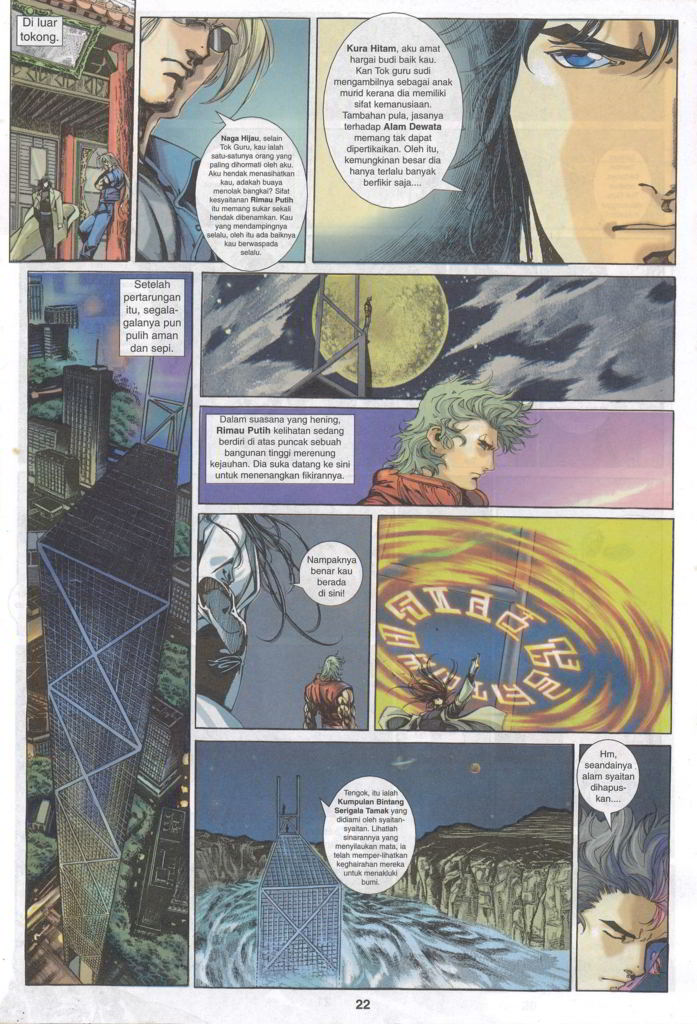 Di luar
tokong.
Naga Hijau, selain
Tok Guru, kau ialah
satu-satunya orang yang
paling dihormati oleh aku.
Aku hendak menasihatkan
kau, adakah buaya
menolak bangkai? Sifat
kesyaitanan Rimau Putih
itu memang sukar sekali
hendak dibenamkan. Kau
yang mendampingnya
selalu, oleh itu ada baiknya
kau berwaspada
selalu.
Kura Hitam, aku amat
hargai budi baik kau.
Kan Tok guru sudi
mengambilnya sebagai anak
murid kerana dia memiliki
sifat kemanusiaan.
Tambahan pula, jasanya
terhadap Alam Dewata
memang tak dapat
dipertikaikan. Oleh itu,
kemungkinan besar dia
hanya terlalu banyak
berfikir saja....
Setelah
pertarungan
itu, segala-
galanya pun
pulih aman
dan sepi.
Dalam suasana yang hening,
Rimau Putih kelihatan sedang
berdiri di atas puncak sebuah
bangunan tinggi merenung
kejauhan. Dia suka datang ke sini
untuk menenangkan fikirannya.
Nampaknya
benar kau
berada
di sini!
Tengok, itu ialah
Kumpulan Bintang
Serigala Tamak yang
didiami oleh syaitan-
syaitan. Lihatlah
sinarannya yang
menyilaukan mata, ia
telah memper-lihatkan
keghairahan mereka
untuk menakluki
bumi.
Hm,
seandainya
alam syaitan
dihapus-
kan....
22